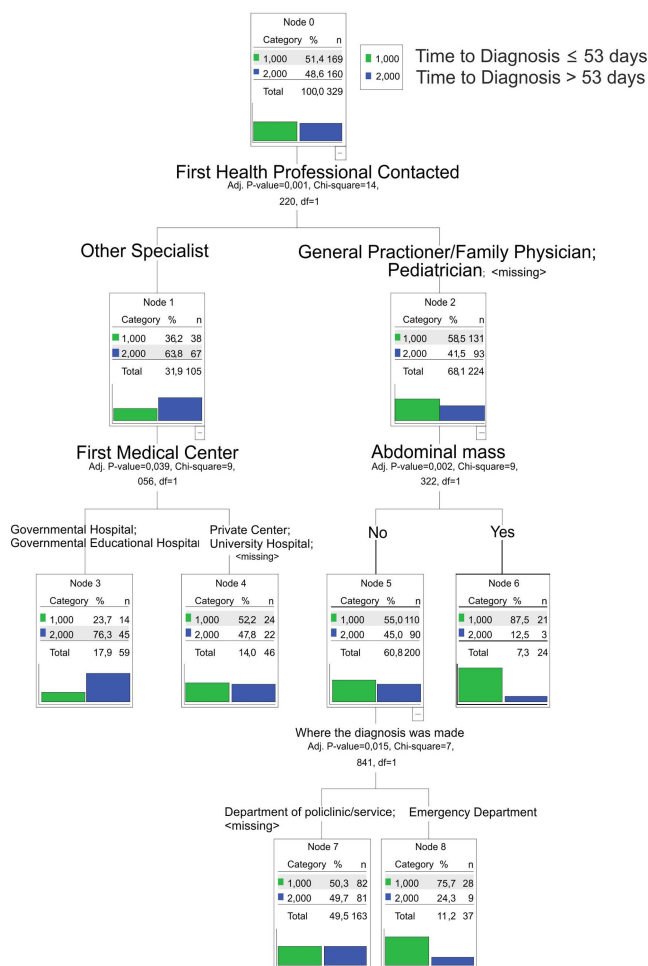 Node 0
Category % n
1,000 51,4 169
2,000 48,6 160
Total 100,0 329
1,000 Time to Diagnosis ≤ 53 days
2,000 Time to Diagnosis > 53 days
First Health Professional Contacted
Adj. P-value=0,001, Chi-square=14,
220, df=1
Other Specialist
General Practioner/Family Physician;
Pediatrician; <missing>
Node 1
Category % n
1,000 36,2 38
2,000 63,8 67
Total 31,9 105
Node 2
Category % n
1,000 58,5 131
2,000 41,5 93
Total 68,1 224
First Medical Center
Adj. P-value=0,039, Chi-square=9,
056, df=1
Abdominal mass
Adj. P-value=0,002, Chi-square=9,
322, df=1
Governmental Hospital;
Governmental Educational Hospital
Private Center;
University Hospital;
<missing>
No
Yes
Node 3
Category % n
1,000 23,7 14
2,000 76,3 45
Total 17,9 59
Node 4
Category % n
1,000 52,2 24
2,000 47,8 22
Total 14,0 46
Node 5
Category % n
1,000 55,0 110
2,000 45,0 90
Total 60,8 200
Node 6
Category % n
1,000 87,5 21
2,000 12,5 3
Total 7,3 24
Where the diagnosis was made
Adj. P-value=0,015, Chi-square=7,
841, df=1
Department of policlinic/service;
<missing>
Emergency Department
Node 7
Category % n
1,000 50,3 82
2,000 49,7 81
Total 49,5 163
Node 8
Category % n
1,000 75,7 28
2,000 24,3 9
Total 11,2 37